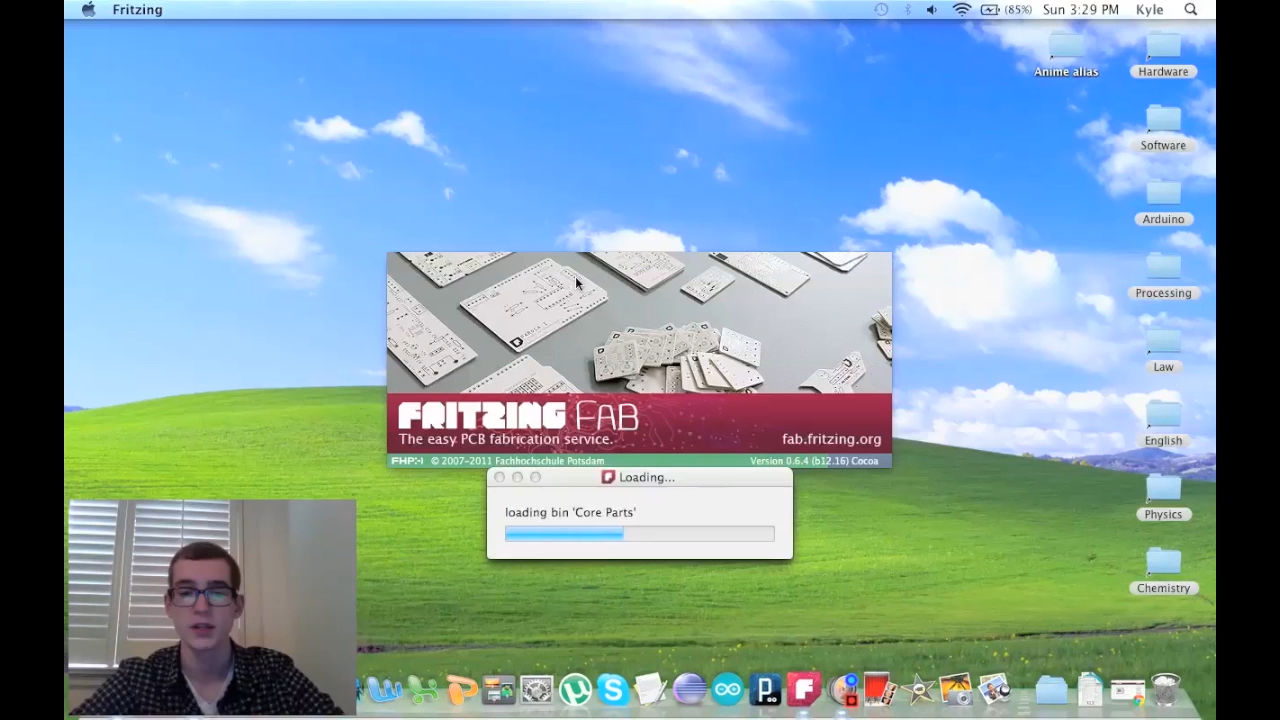 Fritzing
(85%) Sun 3:29 PM Kyle
Anime alias
Hardware
Software
Arduino
Processing
Law
English
Physics
Chemistry
FRITZING FAB
The easy PCB fabrication service.
fab.fritzing.org
FHP
© 2007-2011 Fachhochschule Potsdam
Version 0.6.4 (b12.16) Cocoa
Loading...
loading bin 'Core Parts'